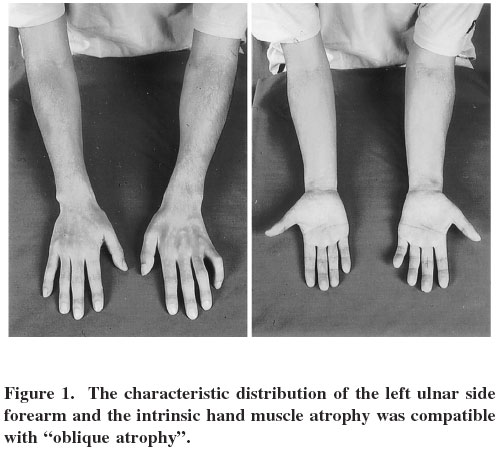 Figure 1. The characteristic distribution of the left ulnar side
forearm and the intrinsic hand muscle atrophy was compatible
with “oblique atrophy”.